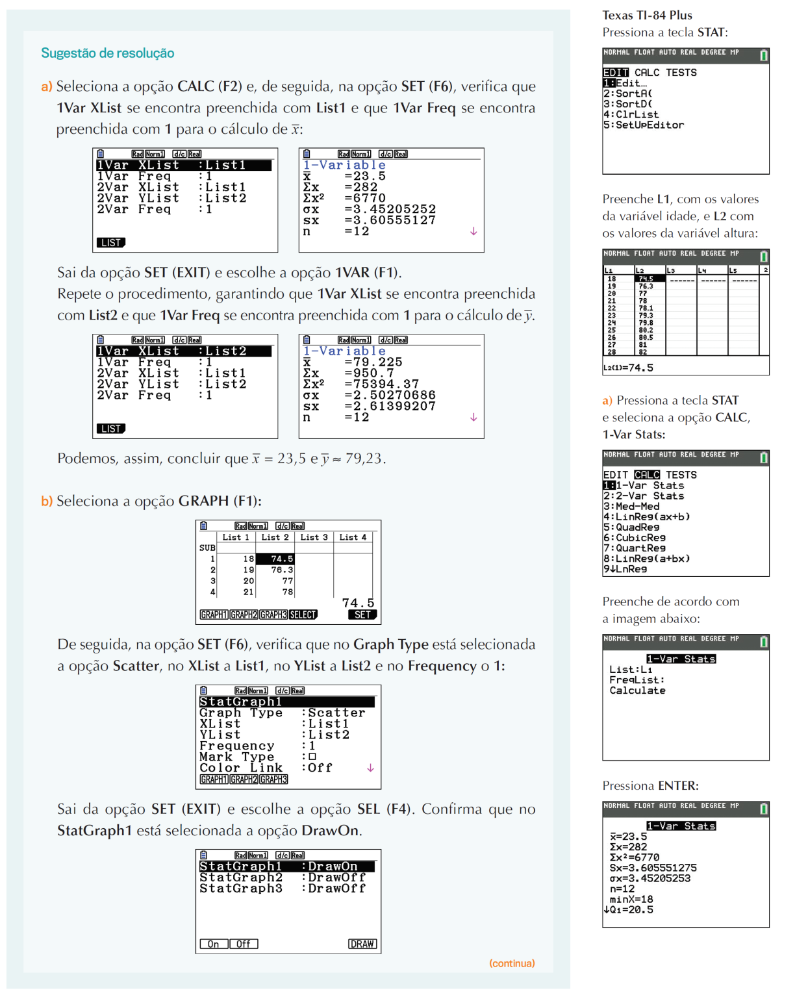 Sugestão de resolução
a) Seleciona a opção CALC (F2) e, de seguida, na opção SET (F6), verifica que
1Var XList se encontra preenchida com List1 e que 1Var Freq se encontra
preenchida com 1 para o cálculo de x̅:
Rad Norm1 d/c Real
1Var XList :List1
1Var Freq :1
2Var XList :List1
2Var YList :List2
2Var Freq :1
LIST
Rad Norm1 d/c Real
1-Variable
x̅ =23.5
Σx =282
Σx² =6770
σx =3.45205252
sx =3.60555127
n =12 ↓
Sai da opção SET (EXIT) e escolhe a opção 1VAR (F1).
Repete o procedimento, garantindo que 1Var XList se encontra preenchida
com List2 e que 1Var Freq se encontra preenchida com 1 para o cálculo de y̅.
Rad Norm1 d/c Real
1Var XList :List2
1Var Freq :1
2Var XList :List1
2Var YList :List2
2Var Freq :1
LIST
Rad Norm1 d/c Real
1-Variable
x̅ =79.225
Σx =950.7
Σx² =75394.37
σx =2.50270686
sx =2.61399207
n =12 ↓
Podemos, assim, concluir que x̅ = 23,5 e y̅ ≈ 79,23.
b) Seleciona a opção GRAPH (F1):
Rad Norm1 d/c Real
List 1 List 2 List 3 List 4
SUB
1 18 74.5
2 19 76.3
3 20 77
4 21 78
74.5
GRAPH1 GRAPH2 GRAPH3 SELECT SET
De seguida, na opção SET (F6), verifica que no Graph Type está selecionada
a opção Scatter, no XList a List1, no YList a List2 e no Frequency o 1:
Rad Norm1 d/c Real
StatGraph1
Graph Type :Scatter
XList :List1
YList :List2
Frequency :1
Mark Type :□
Color Link :Off ↓
GRAPH1 GRAPH2 GRAPH3
Sai da opção SET (EXIT) e escolhe a opção SEL (F4). Confirma que no
StatGraph1 está selecionada a opção DrawOn.
Rad Norm1 d/c Real
StatGraph1 :DrawOn
StatGraph2 :DrawOff
StatGraph3 :DrawOff
On Off DRAW
(continua)
Texas TI-84 Plus
Pressiona a tecla STAT:
NORMAL FLOAT AUTO REAL DEGREE MP
EDIT CALC TESTS
1:Edit…
2:SortA(
3:SortD(
4:ClrList
5:SetUpEditor
Preenche L1, com os valores
da variável idade, e L2 com
os valores da variável altura:
NORMAL FLOAT AUTO REAL DEGREE MP
L1 L2 L3 L4 L5 2
18 74.5 ------ ------ ------
19 76.3
20 77
21 78
22 78.1
23 79.3
24 79.8
25 80.2
26 80.5
27 81
28 82
L2(1)=74.5
a) Pressiona a tecla STAT
e seleciona a opção CALC,
1-Var Stats:
NORMAL FLOAT AUTO REAL DEGREE MP
EDIT CALC TESTS
1:1-Var Stats
2:2-Var Stats
3:Med-Med
4:LinReg(ax+b)
5:QuadReg
6:CubicReg
7:QuartReg
8:LinReg(a+bx)
9↓LnReg
Preenche de acordo com
a imagem abaixo:
NORMAL FLOAT AUTO REAL DEGREE MP
1-Var Stats
List:L1
FreqList:
Calculate
Pressiona ENTER:
NORMAL FLOAT AUTO REAL DEGREE MP
1-Var Stats
x̅=23.5
Σx=282
Σx²=6770
Sx=3.605551275
σx=3.45205253
n=12
minX=18
↓Q1=20.5